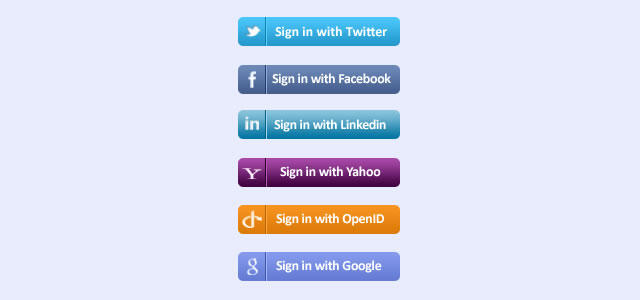 Sign in with Twitter
f Sign in with Facebook
in Sign in with Linkedin
Y Sign in with Yahoo
Sign in with OpenID
g Sign in with Google